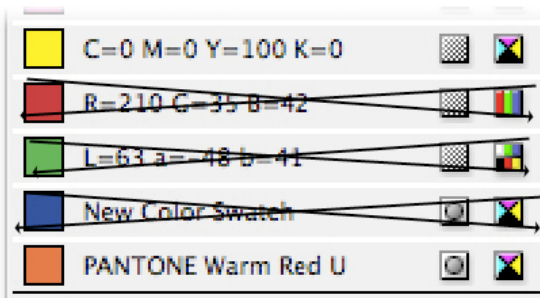 C=0 M=0 Y=100 K=0
R=210 G=35 B=42
L=63 a=-48 b=41
New Color Swatch
PANTONE Warm Red U